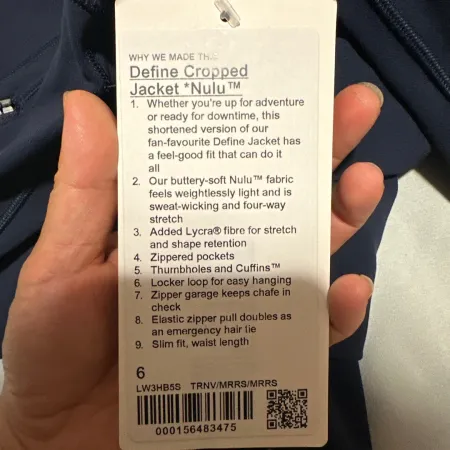 WHY WE MADE TH
Define Cropped
Jacket *Nulu™
1. Whether you're up for adventure
or ready for downtime, this
shortened version of our
fan-favourite Define Jacket has
a feel-good fit that can do it
all
2. Our buttery-soft Nulu™ fabric
feels weightlessly light and is
sweat-wicking and four-way
stretch
3. Added Lycra® fibre for stretch
and shape retention
4. Zippered pockets
5. Thumbholes and Cuffins™
6. Locker loop for easy hanging
7. Zipper garage keeps chafe in
check
8. Elastic zipper pull doubles as
an emergency hair tie
9. Slim fit, waist length
6
LW3HB5S TRNV/MRRS/MRRS
000156483475